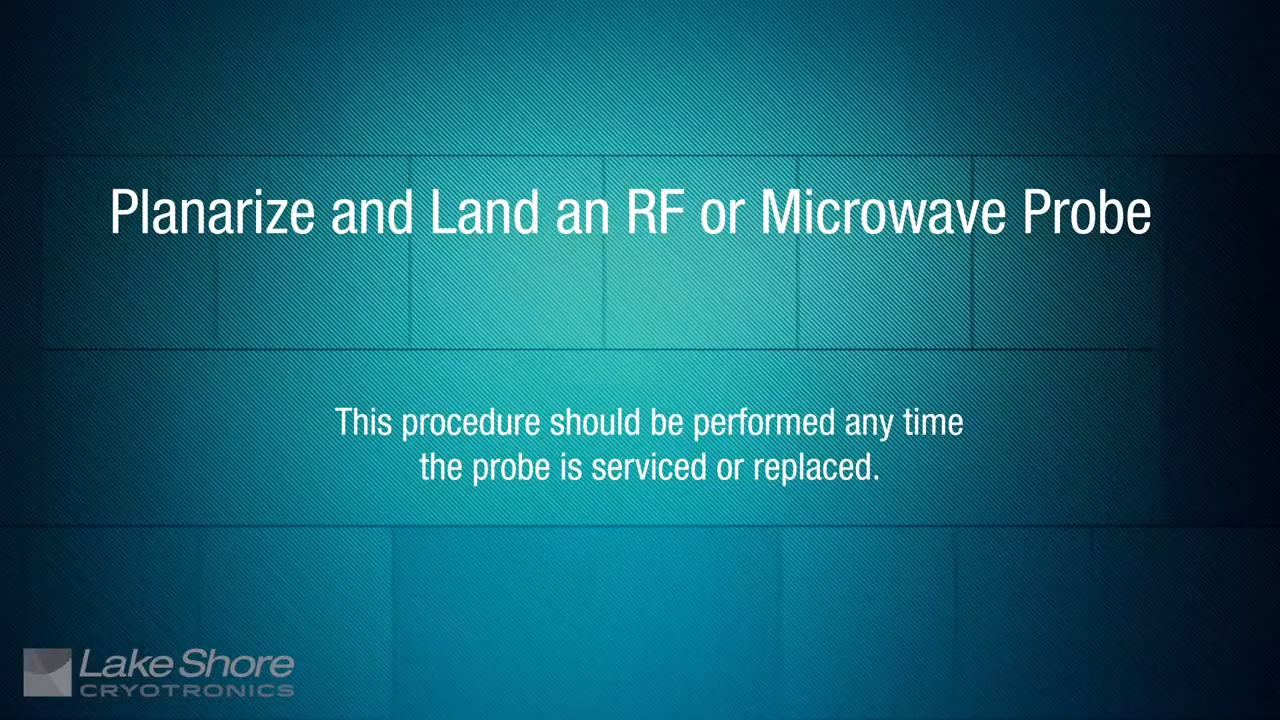 Planarize and Land an RF or Microwave Probe
This procedure should be performed any time
the probe is serviced or replaced.
Lake Shore
CRYOTRONICS